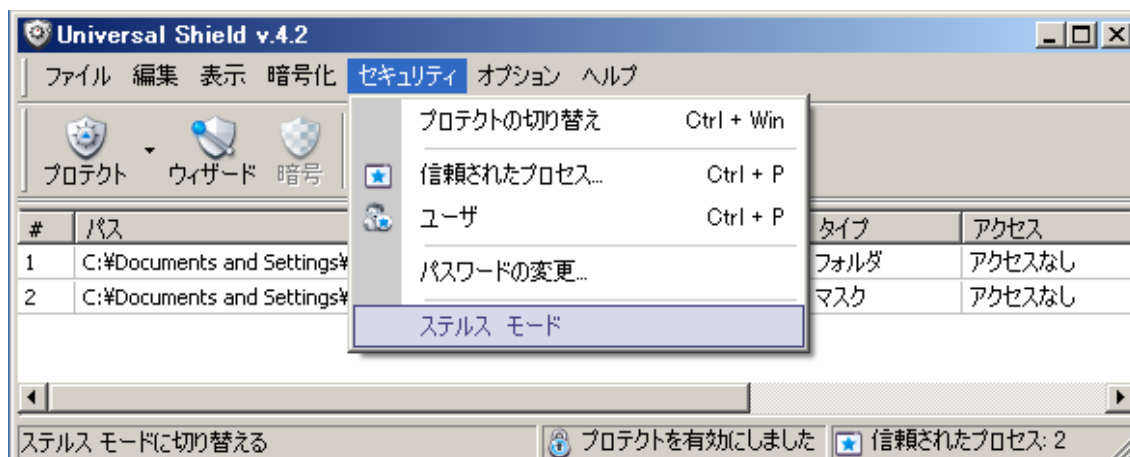 Universal Shield v.4.2
ファイル 編集 表示 暗号化 セキュリティ オプション ヘルプ
プロテクト ウィザード 暗号
プロテクトの切り替え Ctrl + Win
信頼されたプロセス... Ctrl + P
ユーザ Ctrl + P
パスワードの変更...
ステルス モード
# パス タイプ アクセス
1 C:¥Documents and Settings¥ フォルダ アクセスなし
2 C:¥Documents and Settings¥ マスク アクセスなし
ステルス モードに切り替える プロテクトを有効にしました 信頼されたプロセス: 2